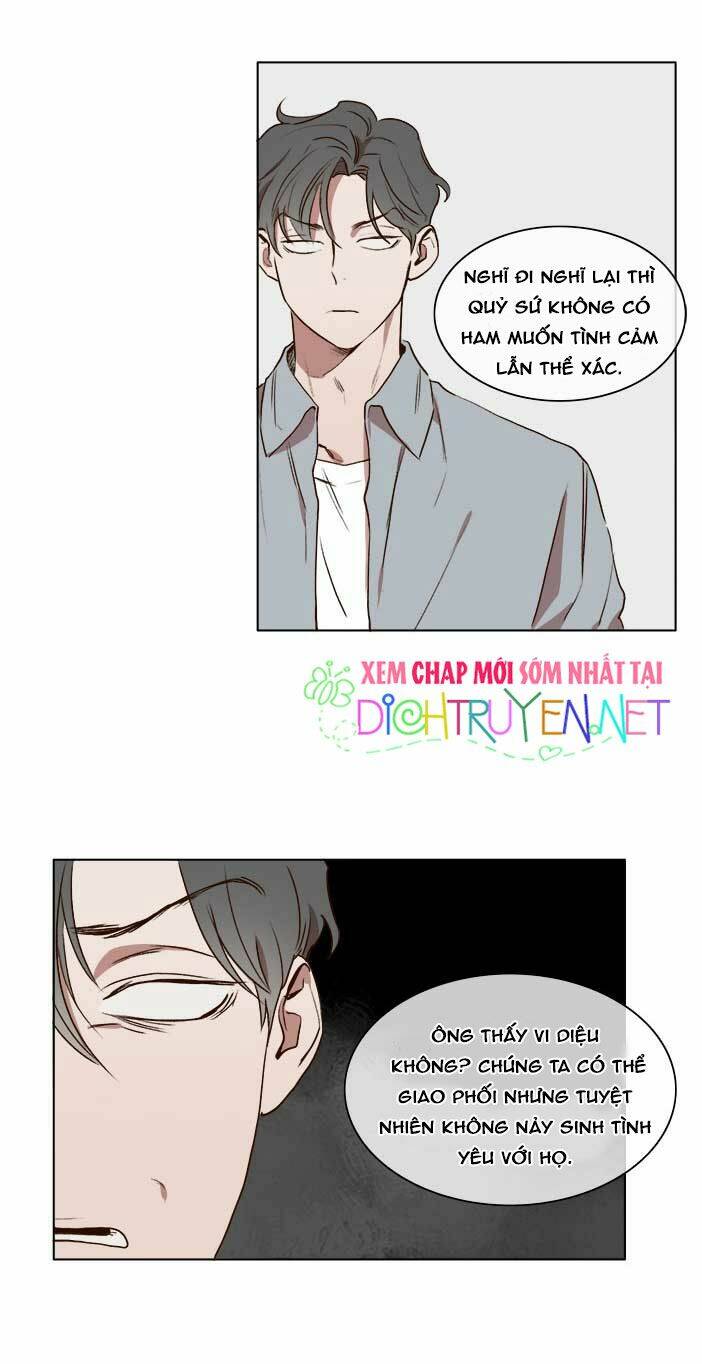 NGHĨ ĐI NGHĨ LẠI THÌ
QUỶ SỨ KHÔNG CÓ
HAM MUỐN TÌNH CẢM
LẪN THỂ XÁC.
XEM CHAP MỚI SỚM NHẤT TẠI
DICHTRUYEN.NET
ÔNG THẤY VI DIỆU
KHÔNG? CHÚNG TA CÓ THỂ
GIAO PHỐI NHƯNG TUYỆT
NHIÊN KHÔNG NẢY SINH TÌNH
YÊU VỚI HỌ.